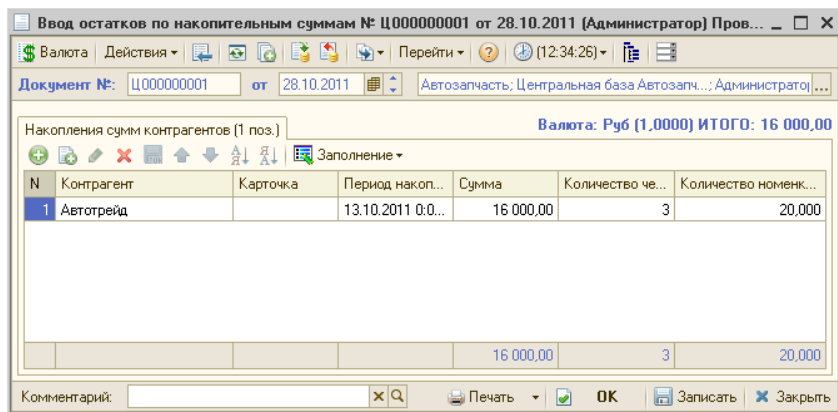 Ввод остатков по накопительным суммам № Ц000000001 от 28.10.2011 (Администратор) Пров...
Валюта Действия Перейти (12:34:26)
Документ №: Ц000000001 от 28.10.2011 Автозапчасть; Центральная база Автозапч...; Администратор ...
Накопления сумм контрагентов (1 поз.) Валюта: Руб (1,0000) ИТОГО: 16 000,00
Заполнение
N Контрагент Карточка Период накоп... Сумма Количество че... Количество номенк...
1 Автотрейд 13.10.2011 0:0... 16 000,00 3 20,000
16 000,00 3 20,000
Комментарий: Печать OK Записать Закрыть